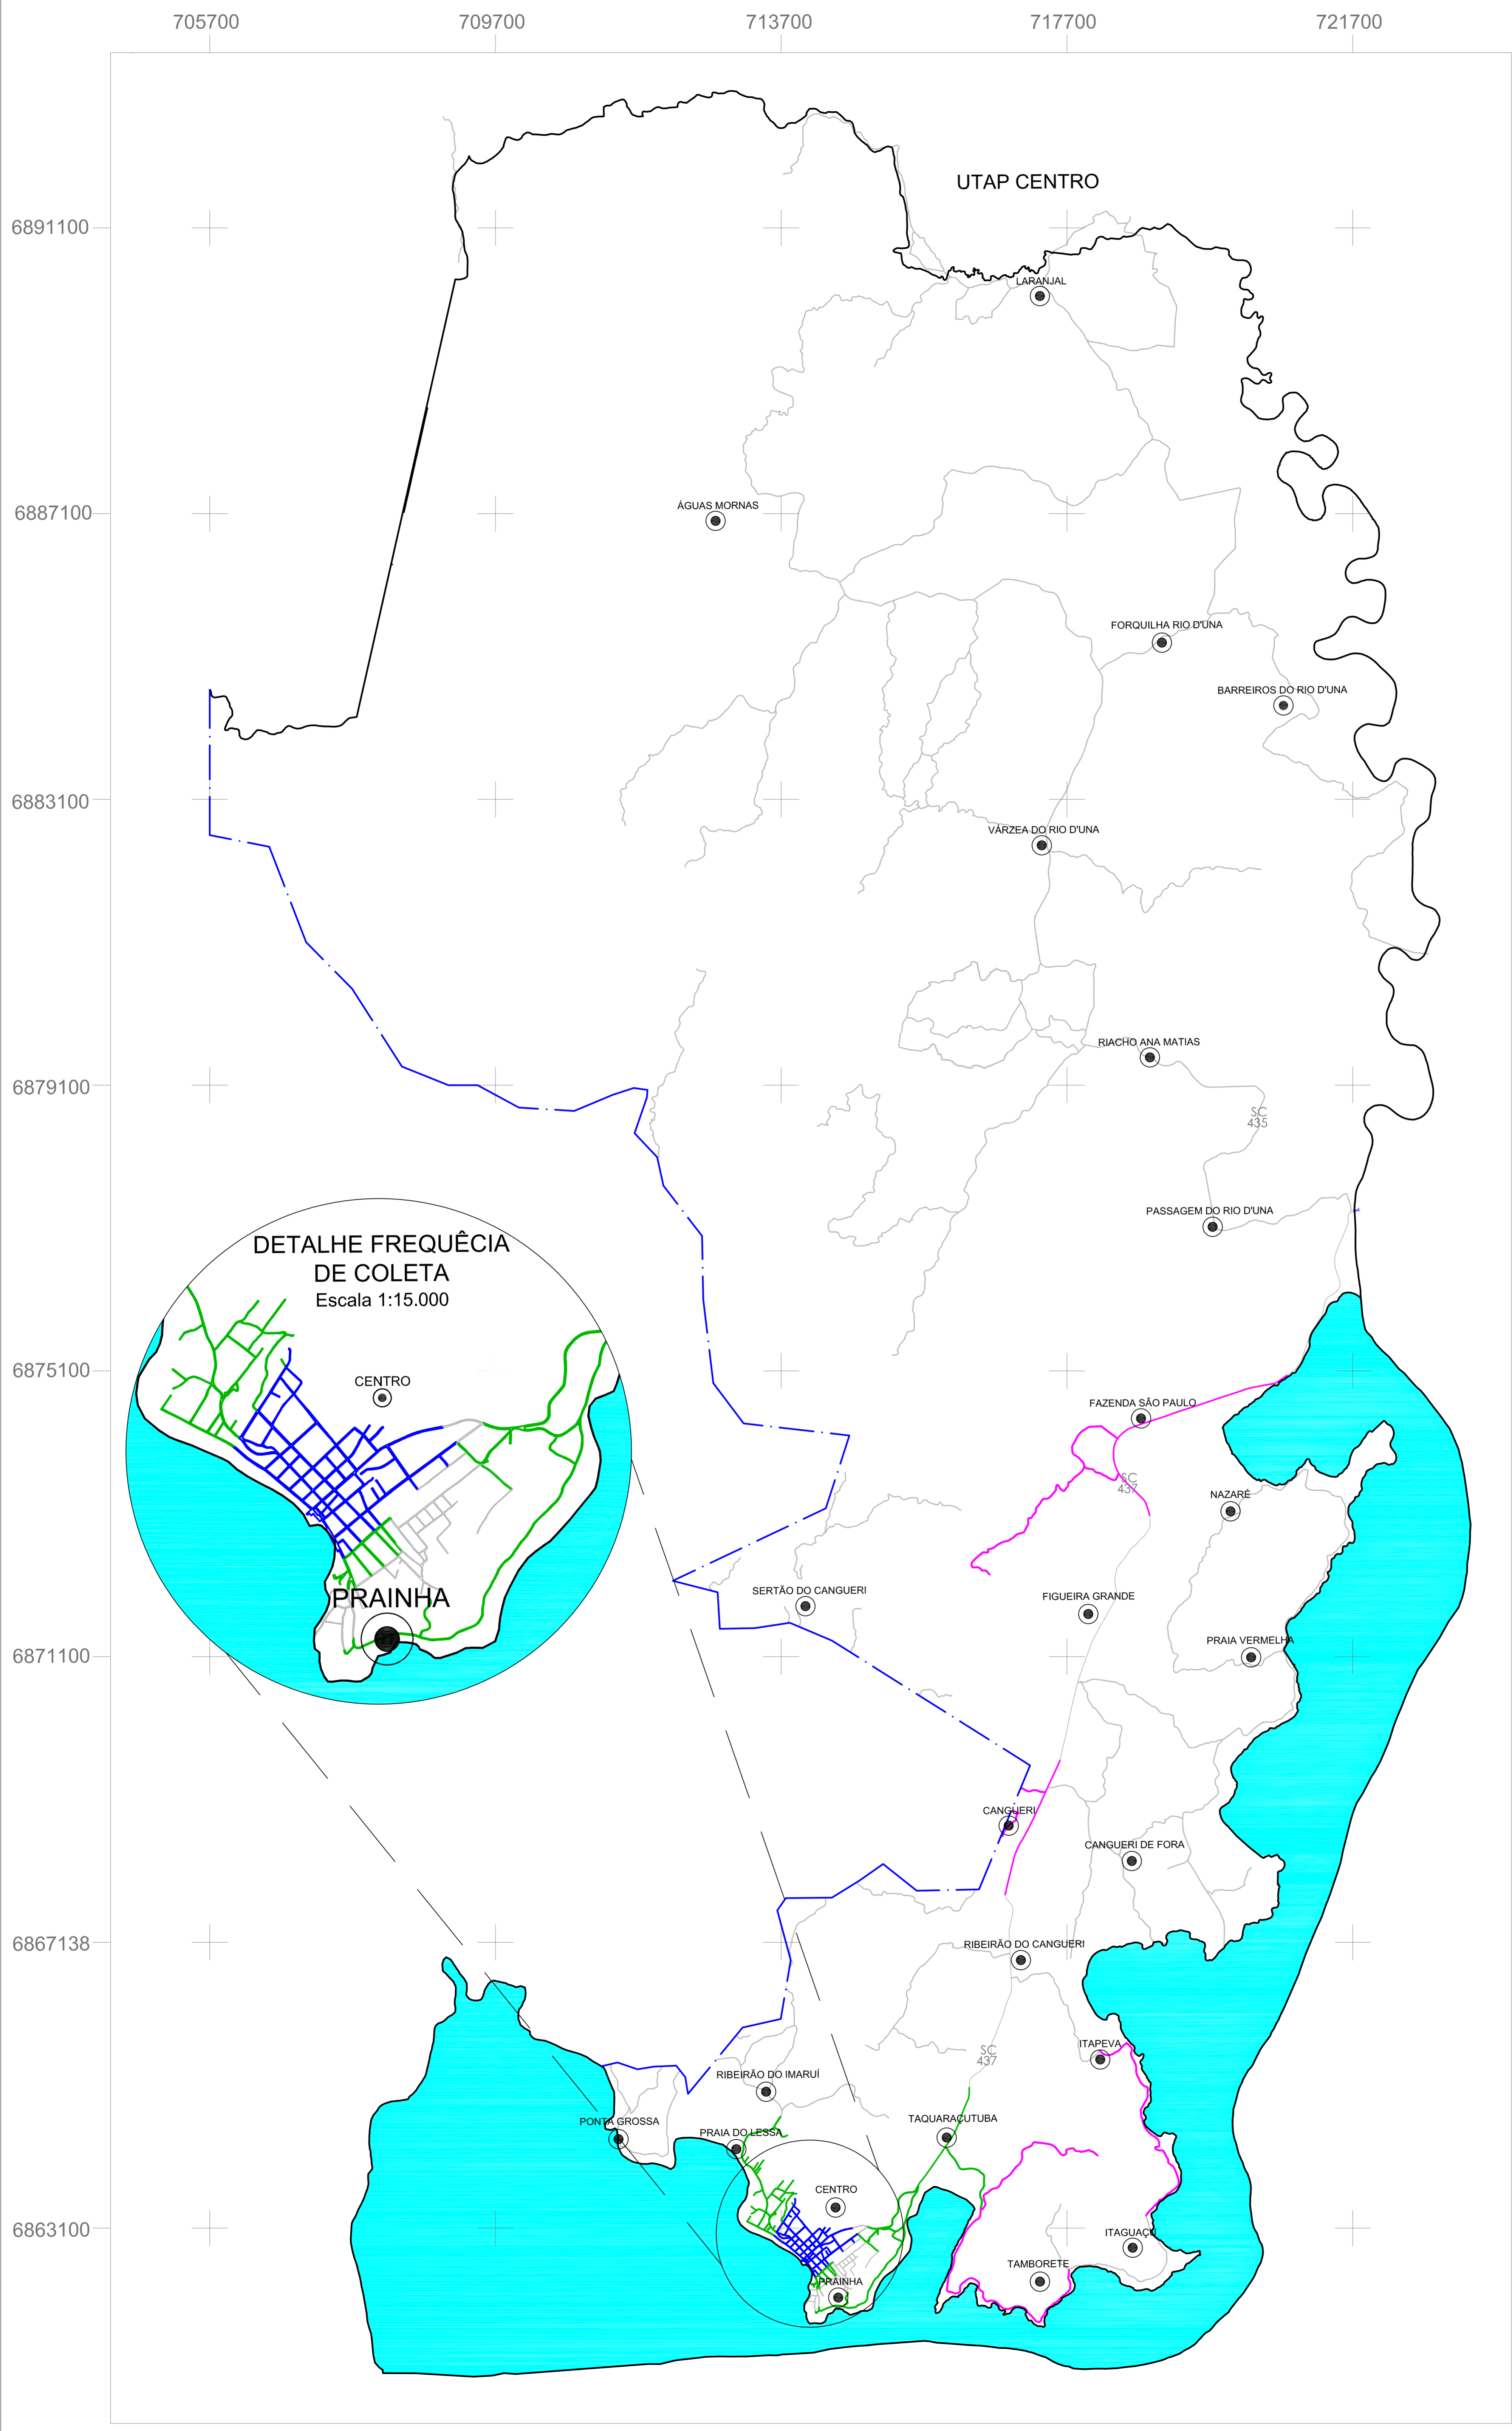 705700
709700
713700
717700
721700
UTAP CENTRO
6891100
LARANJAL
ÁGUAS MORNAS
6887100
FORQUILHA RIO D'UNA
BARREIROS DO RIO D'UNA
6883100
VÁRZEA DO RIO D'UNA
RIACHO ANA MATIAS
6879100
SC
435
PASSAGEM DO RIO D'UNA
DETALHE FREQUÊCIA
DE COLETA
Escala 1:15.000
6875100
CENTRO
FAZENDA SÃO PAULO
SC
437
NAZARÉ
SERTÃO DO CANGUERI
FIGUEIRA GRANDE
PRAINHA
PRAIA VERMELHA
6871100
CANGUERI
CANGUERI DE FORA
6867138
RIBEIRÃO DO CANGUERI
ITAPEVA
SC
437
RIBEIRÃO DO IMARUÍ
PONTA GROSSA
TAQUARAÇUTUBA
PRAIA DO LESSA
CENTRO
6863100
ITAGUAÇU
TAMBORETE
PRAINHA